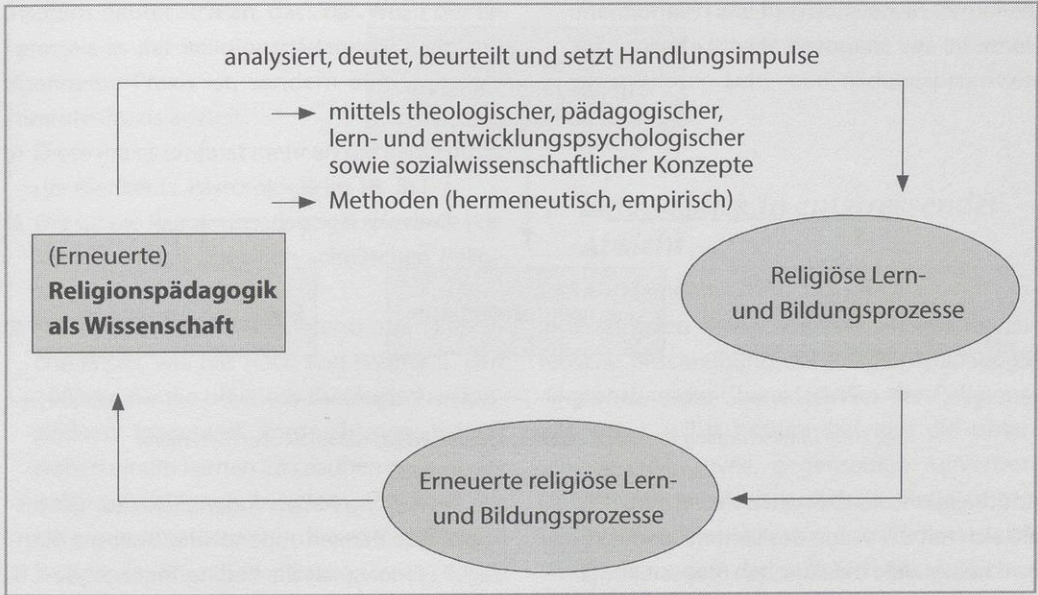 analysiert, deutet, beurteilt und setzt Handlungsimpulse
mittels theologischer, pädagogischer,
lern- und entwicklungspsychologischer
sowie sozialwissenschaftlicher Konzepte
Methoden (hermeneutisch, empirisch)
(Erneuerte)
Religionspädagogik
als Wissenschaft
Religiöse Lern-
und Bildungsprozesse
Erneuerte religiöse Lern-
und Bildungsprozesse